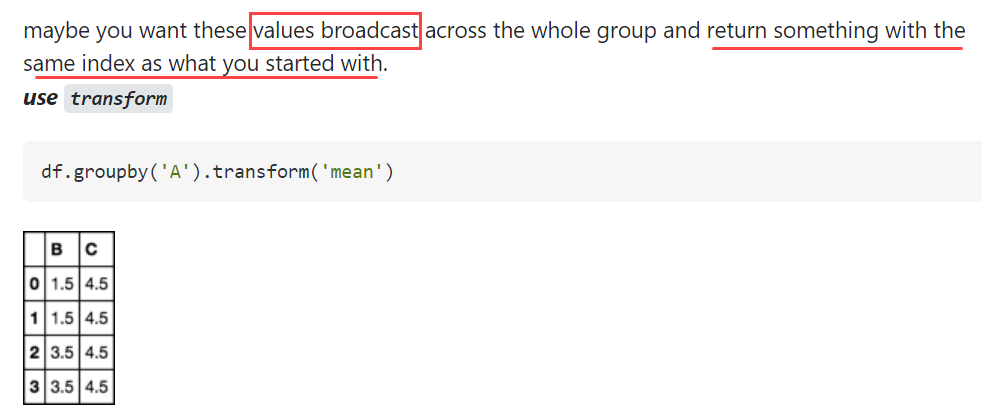 maybe you want these values broadcast across the whole group and return something with the
same index as what you started with.
use transform
df.groupby('A').transform('mean')
B C
0 1.5 4.5
1 1.5 4.5
2 3.5 4.5
3 3.5 4.5